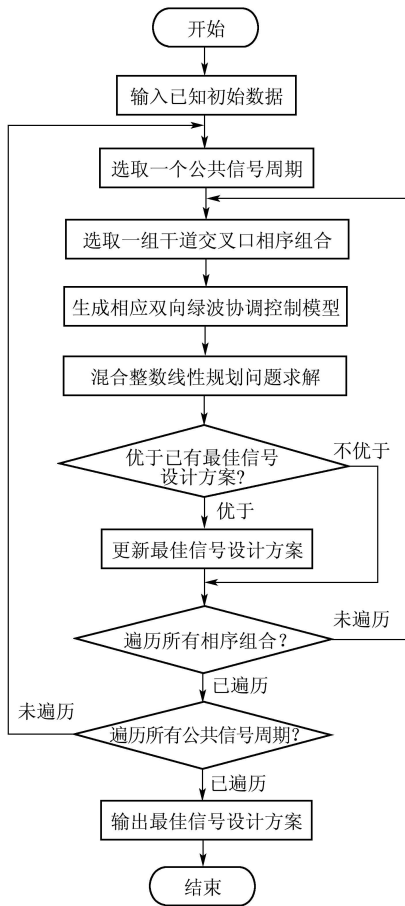 开始
输入已知初始数据
选取一个公共信号周期
选取一组干道交叉口相序组合
生成相应双向绿波协调控制模型
混合整数线性规划问题求解
优于已有最佳信号
设计方案?
不优于
优于
更新最佳信号设计方案
遍历所有相序组合?
未遍历
已遍历
未遍历
遍历所有公共信号周期?
已遍历
输出最佳信号设计方案
结束